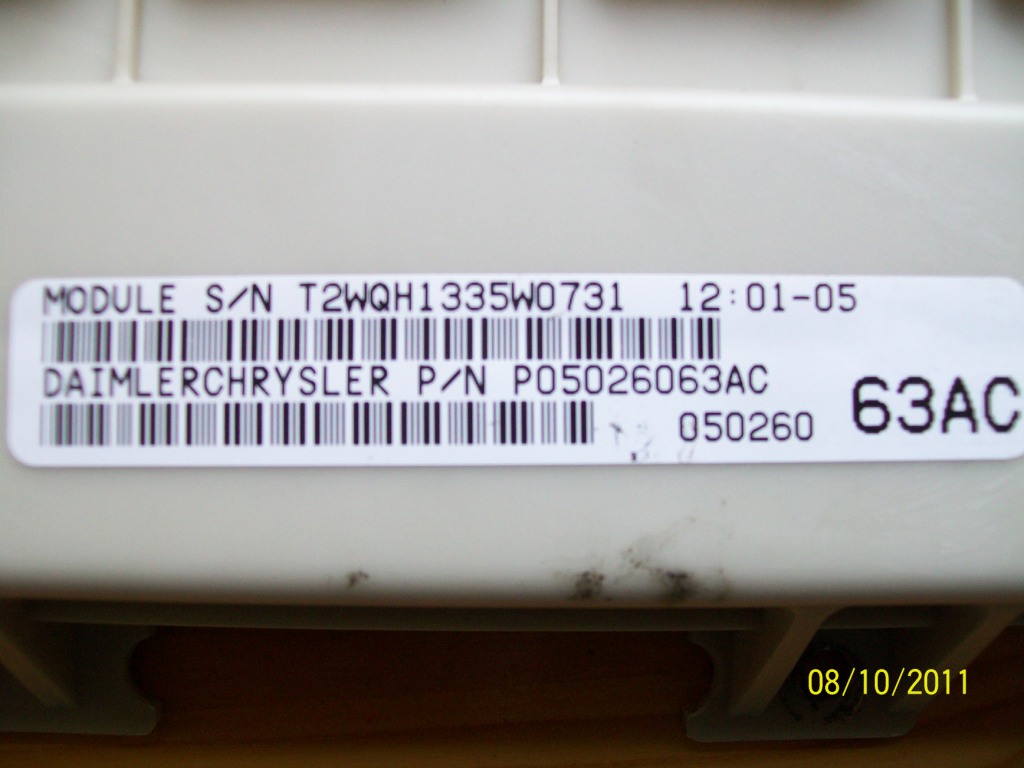 MODULE S/N T2WQH1335W0731 12:01-05
DAIMLERCHRYSLER P/N P05026063AC
050260 63AC
08/10/2011